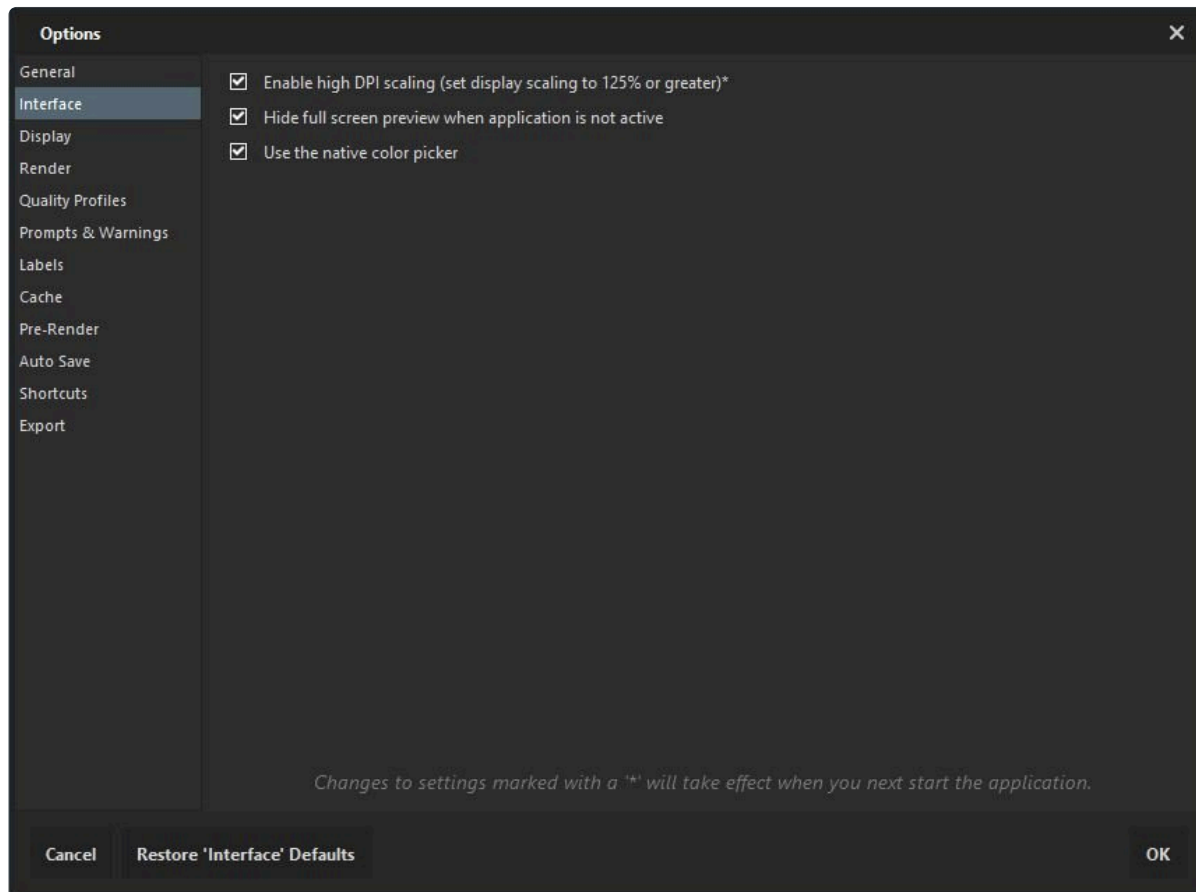 Options
General
Interface
Display
Render
Quality Profiles
Prompts & Warnings
Labels
Cache
Pre-Render
Auto Save
Shortcuts
Export
Enable high DPI scaling (set display scaling to 125% or greater)*
Hide full screen preview when application is not active
Use the native color picker
Changes to settings marked with a '*' will take effect when you next start the application.
Cancel
Restore 'Interface' Defaults
OK